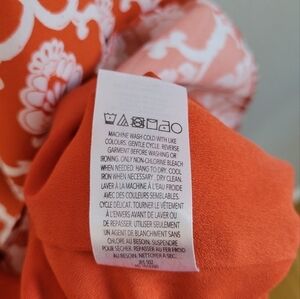 MACHINE WASH COLD WITH LIKE
COLOURS. GENTLE CYCLE. REVERSE
GARMENT BEFORE WASHING OR
IRONING. ONLY NON-CHLORINE BLEACH
WHEN NEEDED. HANG TO DRY. COOL
IRON WHEN NECESSARY. DRY CLEAN.
LAVER À LA MACHINE À L'EAU FROIDE
AVEC DES COULEURS SEMBLABLES.
CYCLE DÉLICAT. TOURNER LE VÊTEMENT
À L'ENVERS AVANT DE LAVER OU DE
REPASSER. UTILISER SEULEMENT
UN AGENT DE BLANCHIMENT SANS
CHLORE AU BESOIN. SUSPENDRE
POUR SÉCHER. REPASSER AU FER FROID
AU BESOIN. NETTOYER À SEC.